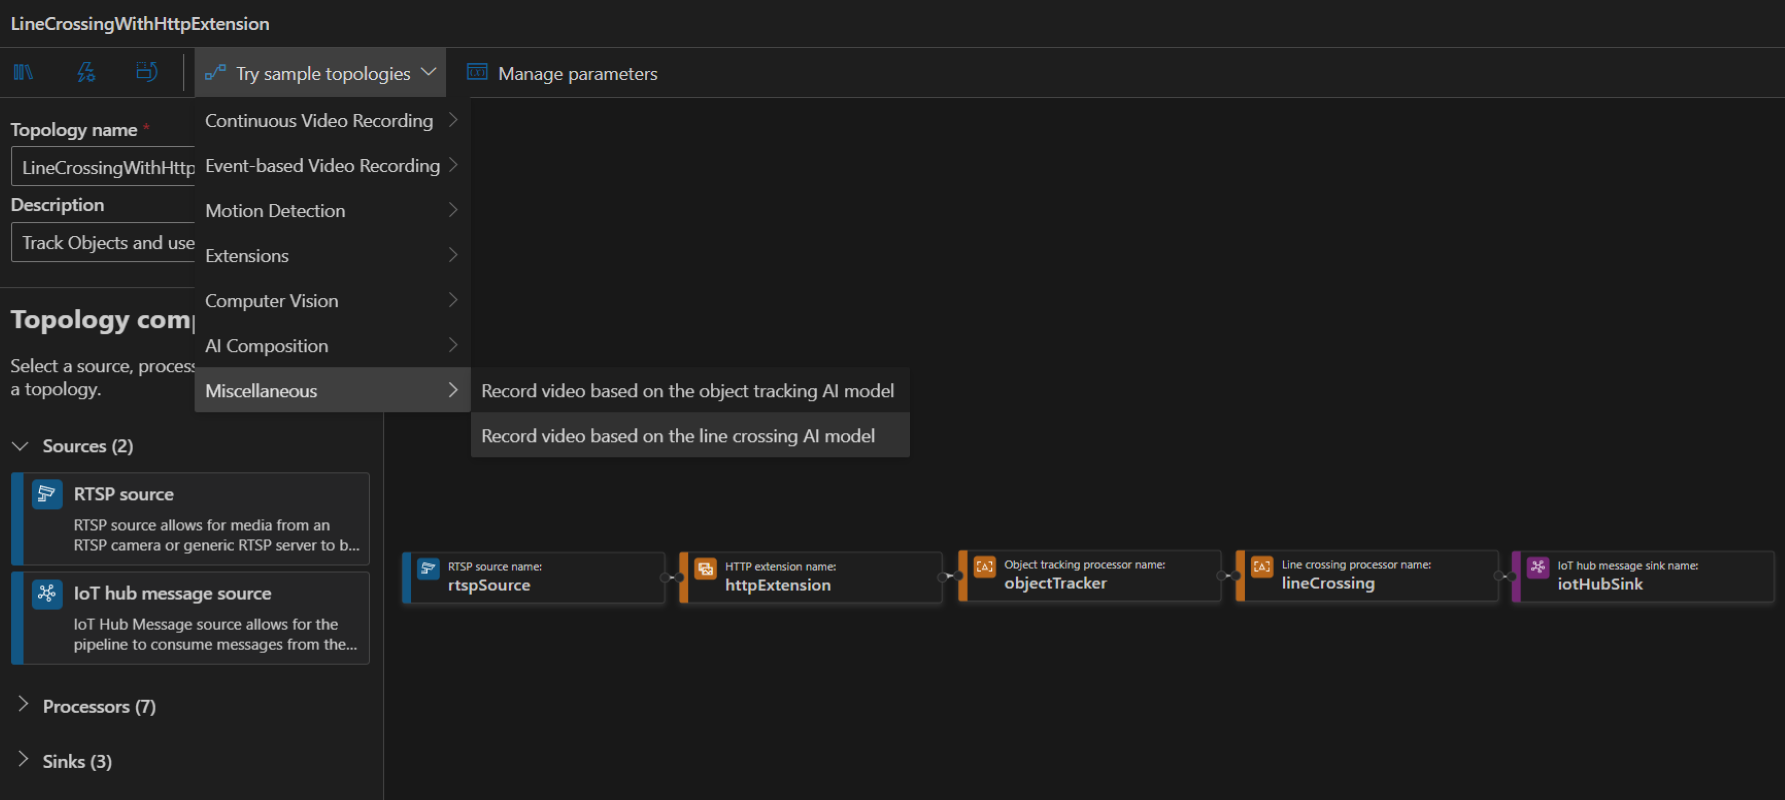 LineCrossingWithHttpExtension
Try sample topologies
Manage parameters
Topology name *
LineCrossingWithHttp
Description
Track Objects and use
Continuous Video Recording
Event-based Video Recording
Motion Detection
Extensions
Computer Vision
AI Composition
Miscellaneous
Record video based on the object tracking AI model
Record video based on the line crossing AI model
Topology com
Select a source, proces
a topology.
Sources (2)
RTSP source
RTSP source allows for media from an
RTSP camera or generic RTSP server to b...
IoT hub message source
IoT Hub Message source allows for the
pipeline to consume messages from the...
Processors (7)
Sinks (3)
RTSP source name:
rtspSource
HTTP extension name:
httpExtension
Object tracking processor name:
objectTracker
Line crossing processor name:
lineCrossing
IoT hub message sink name:
iotHubSink